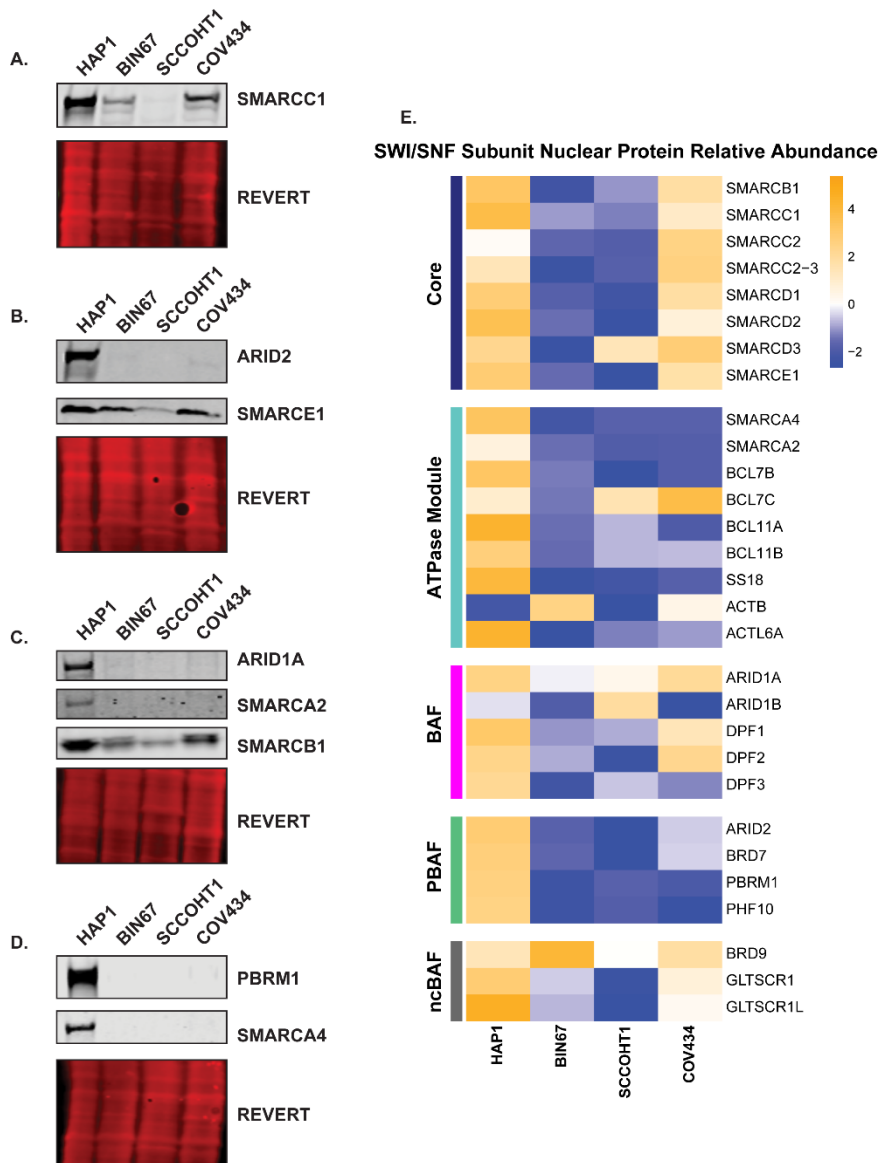 A.
HAP1 BIN67 SCCOHT1 COV434
SMARCC1
REVERT
B.
HAP1 BIN67 SCCOHT1 COV434
ARID2
SMARCE1
REVERT
C.
HAP1 BIN67 SCCOHT1 COV434
ARID1A
SMARCA2
SMARCB1
REVERT
D.
HAP1 BIN67 SCCOHT1 COV434
PBRM1
SMARCA4
REVERT
E.
SWI/SNF Subunit Nuclear Protein Relative Abundance
Core
SMARCB1
SMARCC1
SMARCC2
SMARCC2-3
SMARCD1
SMARCD2
SMARCD3
SMARCE1
4
2
0
−2
ATPase Module
SMARCA4
SMARCA2
BCL7B
BCL7C
BCL11A
BCL11B
SS18
ACTB
ACTL6A
BAF
ARID1A
ARID1B
DPF1
DPF2
DPF3
PBAF
ARID2
BRD7
PBRM1
PHF10
ncBAF
BRD9
GLTSCR1
GLTSCR1L
HAP1 BIN67 SCCOHT1 COV434